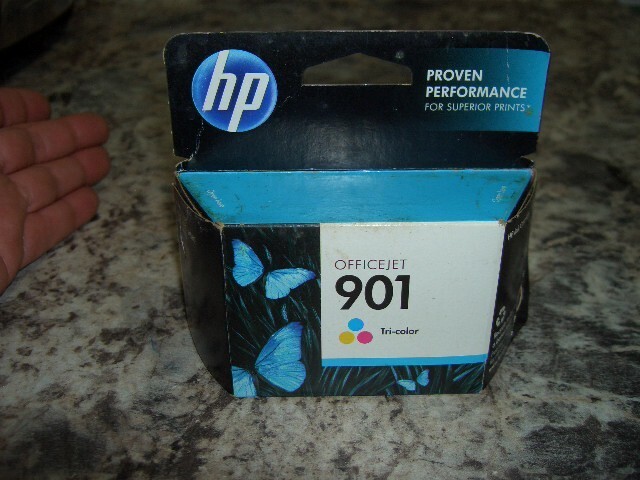 hp
PROVEN
PERFORMANCE
FOR SUPERIOR PRINTS*
OFFICEJET
901
Tri-color